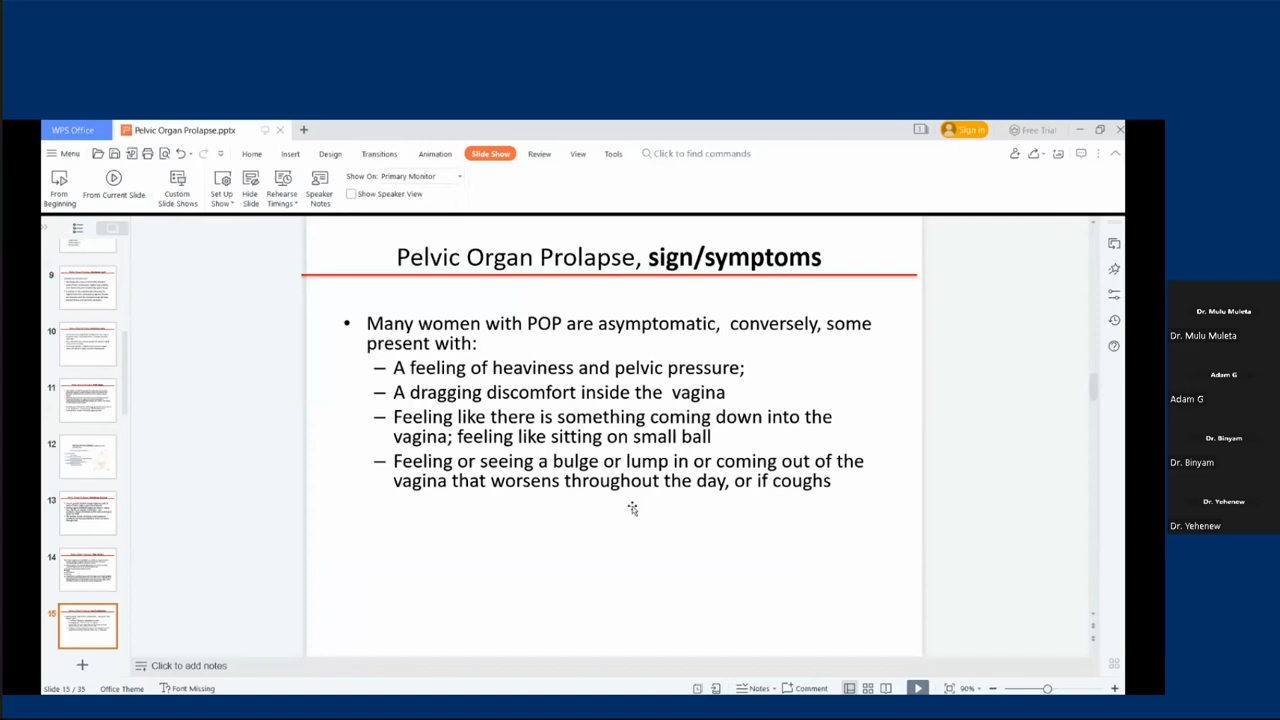 WPS Office
Pelvic Organ Prolapse.pptx
Sign in
Free Trial
Menu
Home
Insert
Design
Transitions
Animation
Slide Show
Review
View
Tools
Click to find commands
From Beginning
From Current Slide
Custom Slide Shows
Set Up Show
Hide Slide
Rehearse Timings
Speaker Notes
Show On: Primary Monitor
Show Speaker View
9
10
11
12
13
14
15
Pelvic Organ Prolapse, sign/symptoms
• Many women with POP are asymptomatic, conversely, some
present with:
– A feeling of heaviness and pelvic pressure;
– A dragging discomfort inside the vagina
– Feeling like there is something coming down into the
vagina; feeling like sitting on small ball
– Feeling or seeing a bulge or lump in or coming out of the
vagina that worsens throughout the day, or if coughs
Click to add notes
Slide 15 / 35
Office Theme
Font Missing
Notes
Comment
90%
Dr. Mulu Muleta
Dr. Mulu Muleta
Adam G
Adam G
Dr. Binyam
Dr. Binyam
Dr. Yehenew
Dr. Yehenew